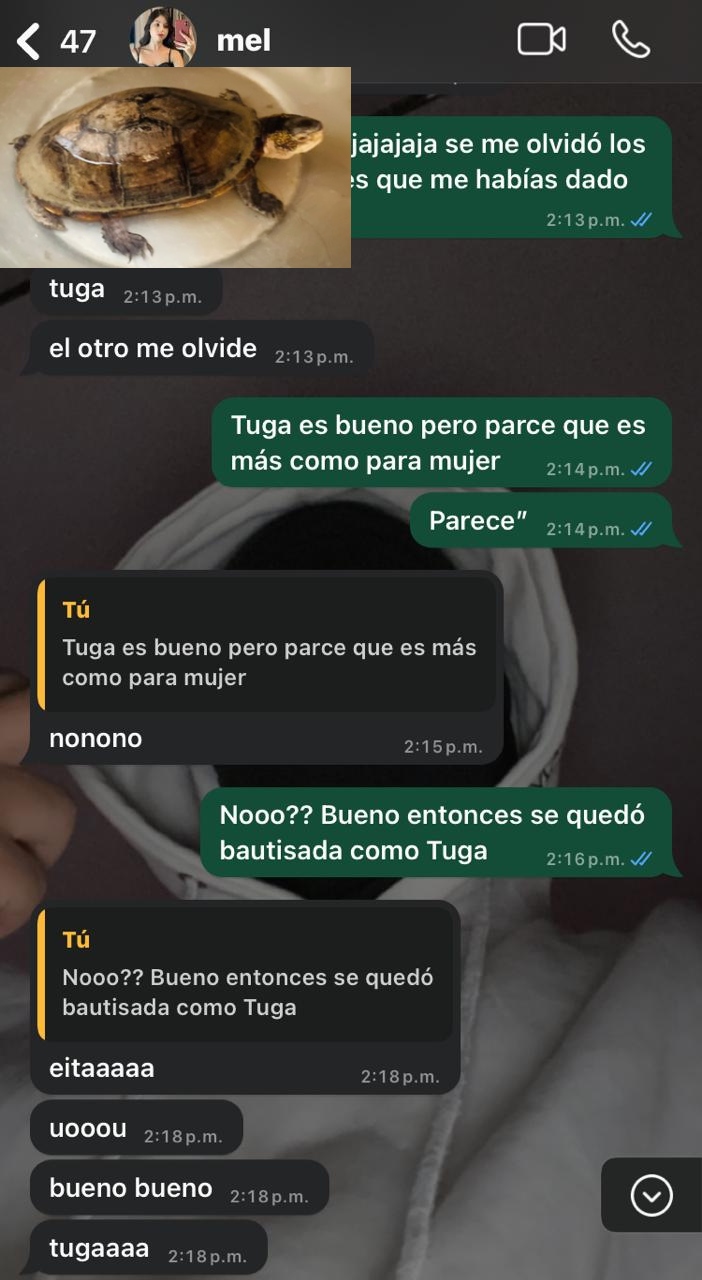 47 mel
jajajaja se me olvidó los
es que me habías dado
2:13 p.m.
tuga 2:13 p.m.
el otro me olvide 2:13 p.m.
Tuga es bueno pero parce que es
más como para mujer 2:14 p.m.
Parece” 2:14 p.m.
Tú
Tuga es bueno pero parce que es más
como para mujer
nonono 2:15 p.m.
Nooo?? Bueno entonces se quedó
bautisada como Tuga 2:16 p.m.
Tú
Nooo?? Bueno entonces se quedó
bautisada como Tuga
eitaaaaa 2:18 p.m.
uooou 2:18 p.m.
bueno bueno 2:18 p.m.
tugaaaa 2:18 p.m.